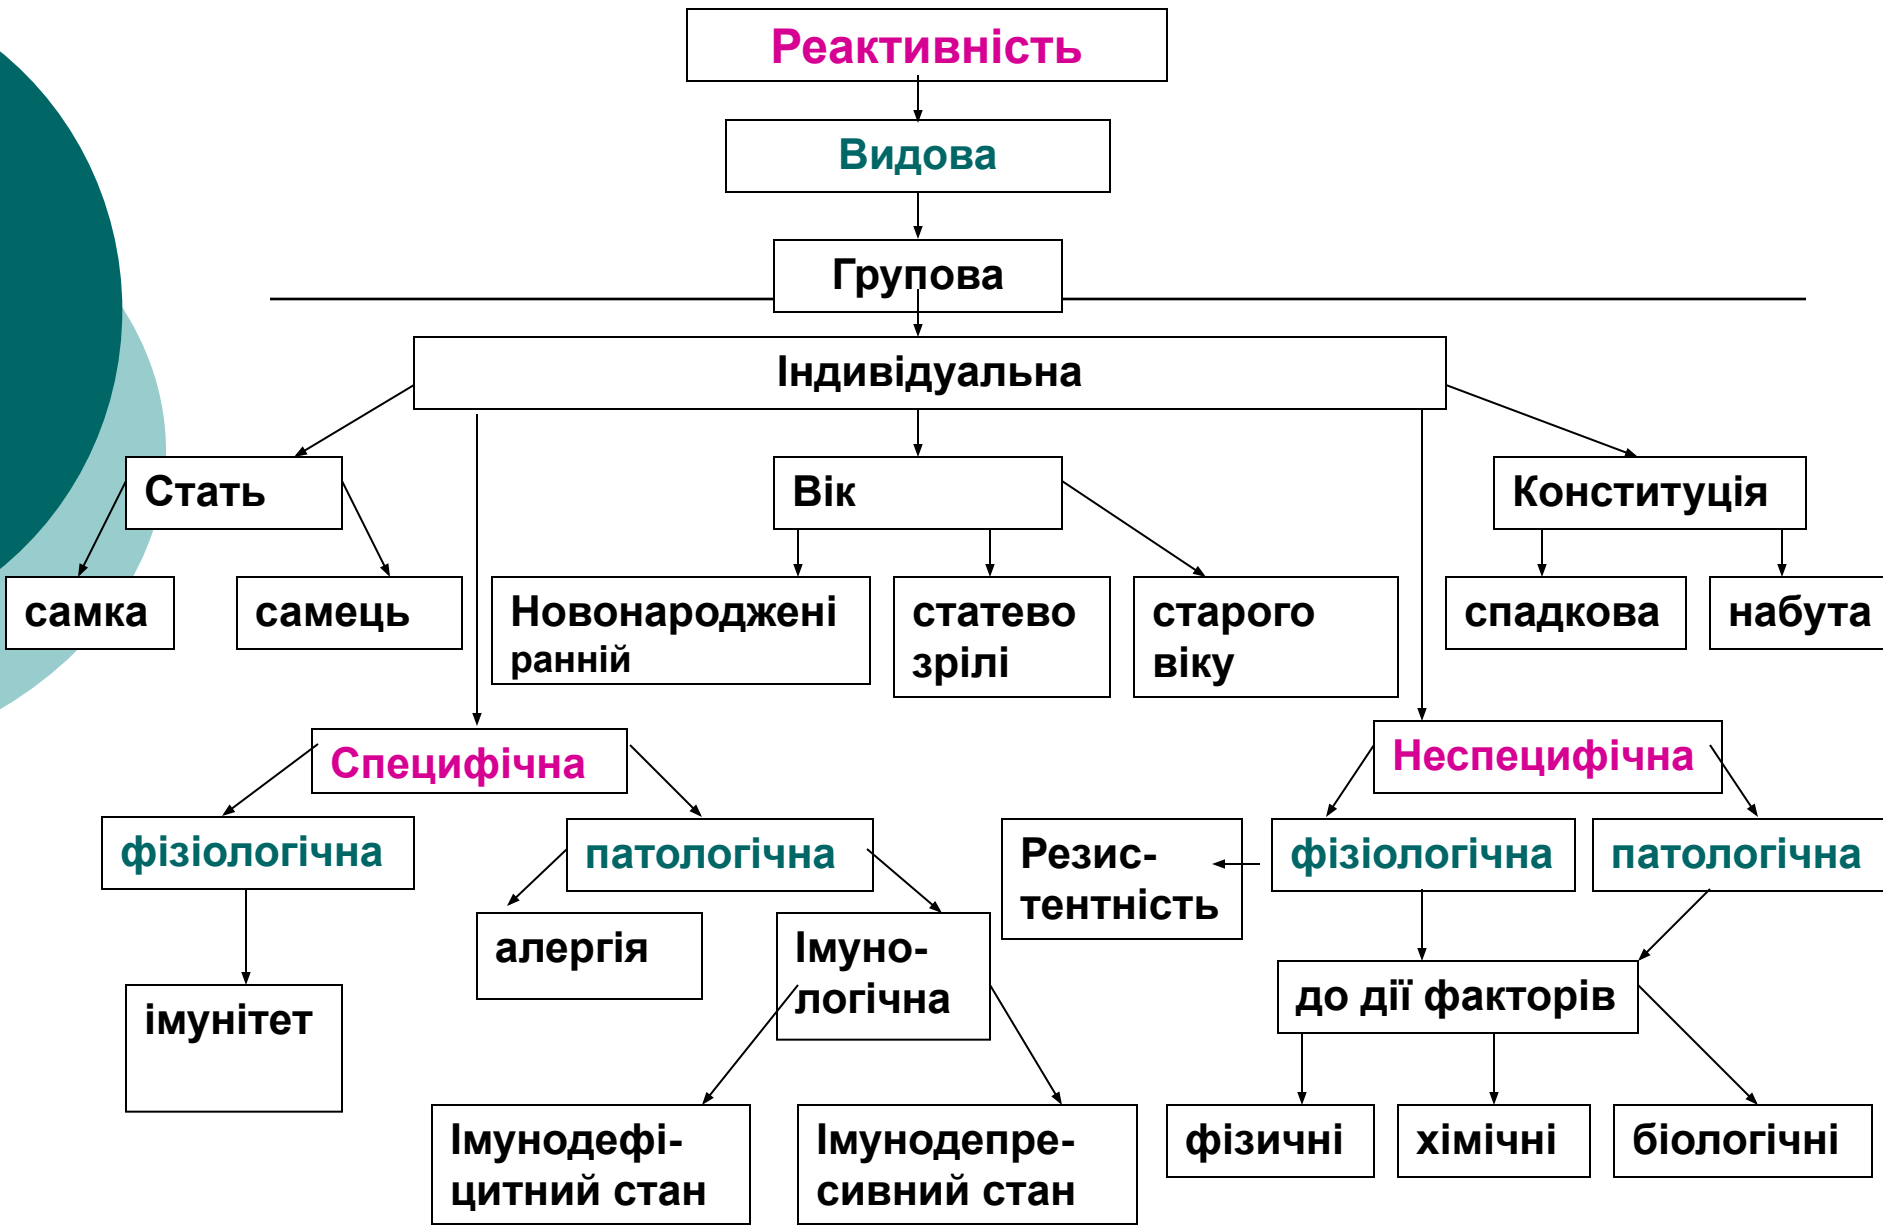 Реактивність
Видова
Групова
Індивідуальна
Стать
Вік
Конституція
самка
самець
Новонароджені
ранній
статево
зрілі
старого
віку
спадкова
набута
Специфічна
Неспецифічна
фізіологічна
патологічна
Резис-
тентність
фізіологічна
патологічна
алергія
Імуно-
логічна
імунітет
до дії факторів
Імунодефі-
цитний стан
Імунодепре-
сивний стан
фізичні
хімічні
біологічні